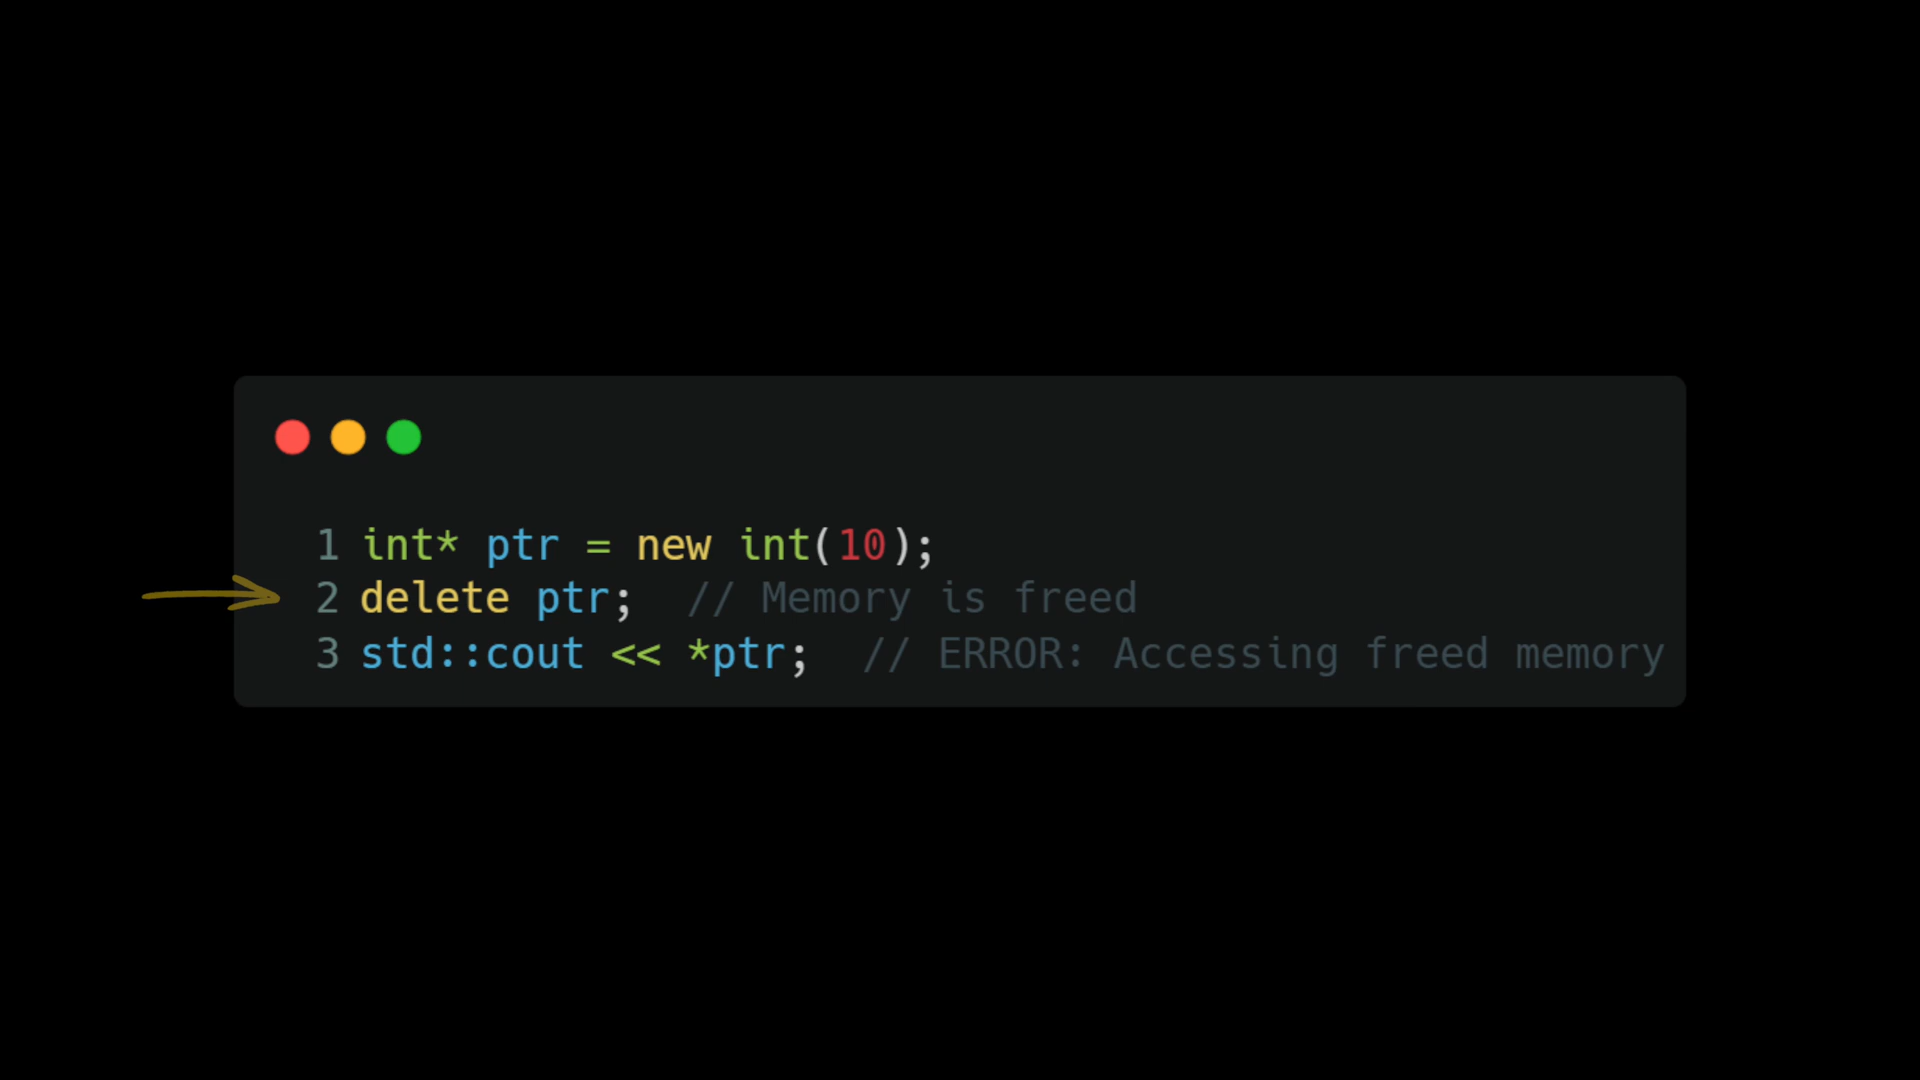 1 int* ptr = new int(10);
2 delete ptr;  // Memory is freed
3 std::cout << *ptr;  // ERROR: Accessing freed memory